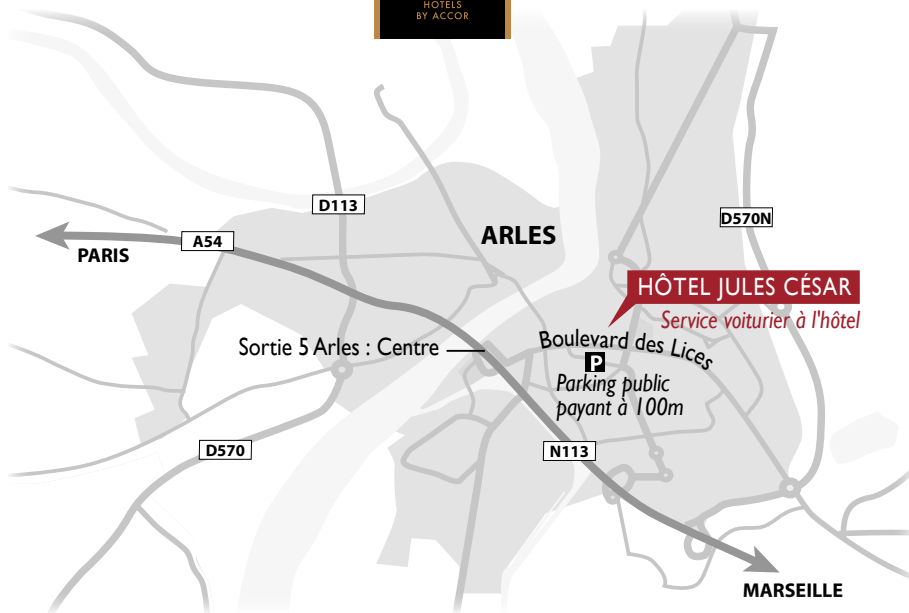 HOTELS
BY ACCOR
D113
ARLES
D570N
A54
PARIS
HÔTEL JULES CÉSAR
Service voiturier à l'hôtel
Sortie 5 Arles : Centre
Boulevard des Lices
P
Parking public
payant à 100m
D570
N113
MARSEILLE